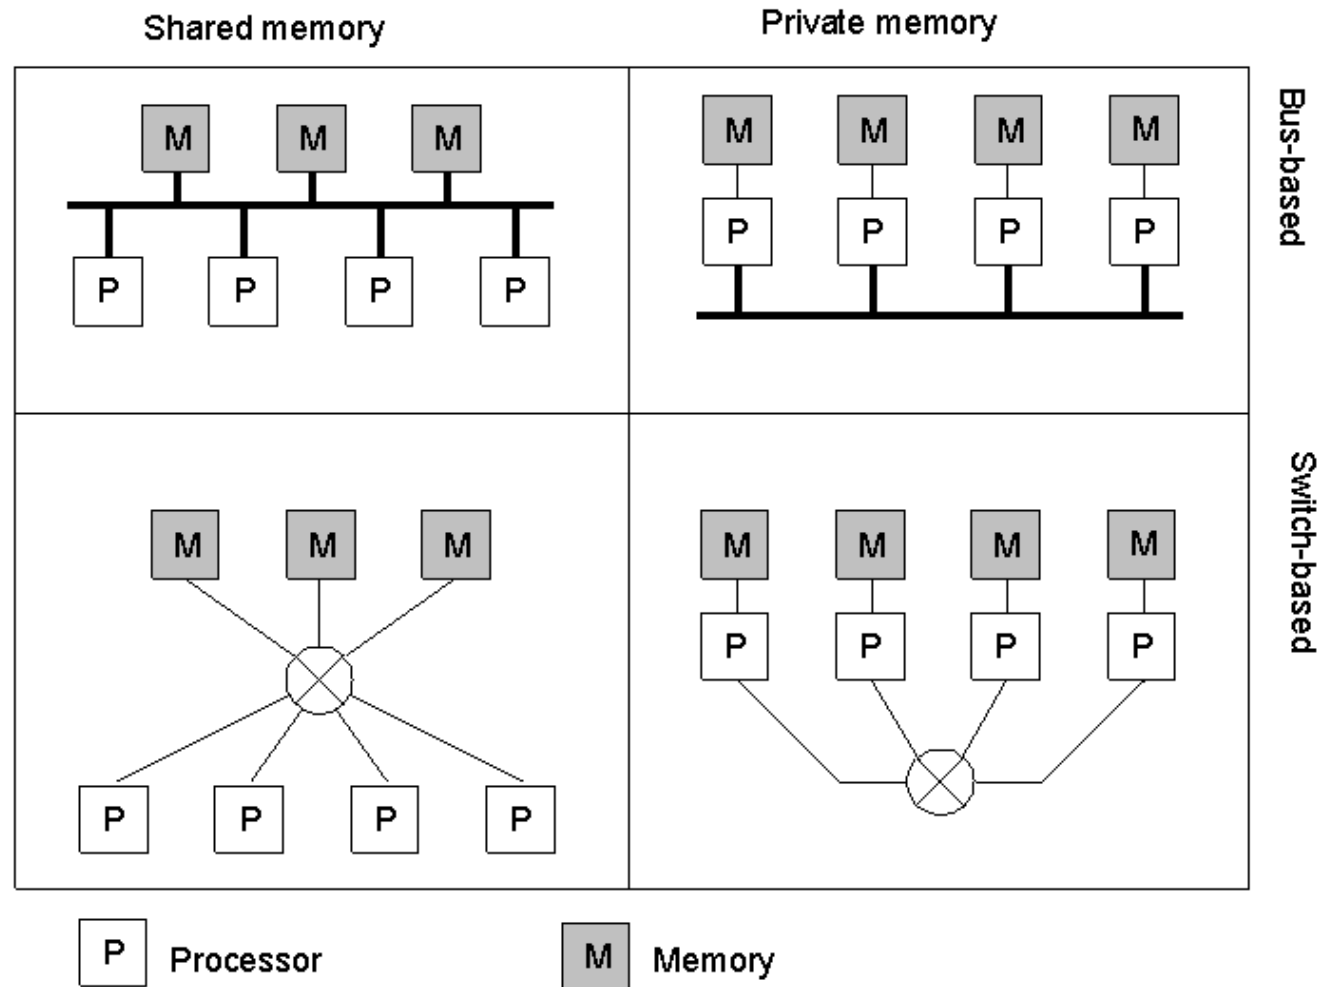 Shared memory
Private memory
M M M
M M M M
P P P P
P P P P
Bus-based
M M M
M M M M
P P P P
P P P P
Switch-based
P Processor
M Memory